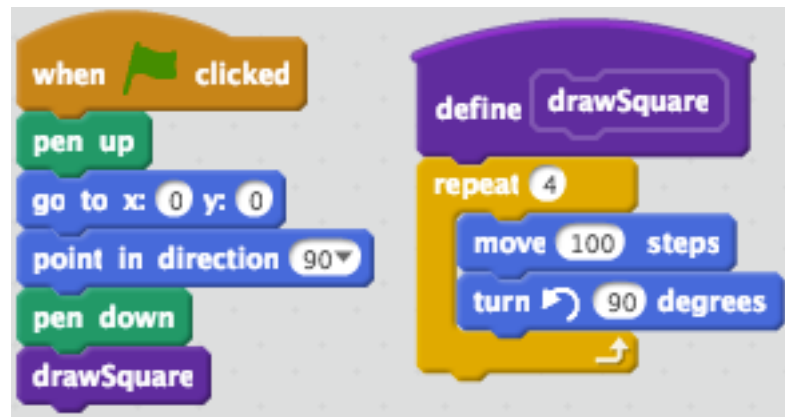 when clicked
pen up
go to x: 0 y: 0
point in direction 90
pen down
drawSquare
define drawSquare
repeat 4
move 100 steps
turn 90 degrees